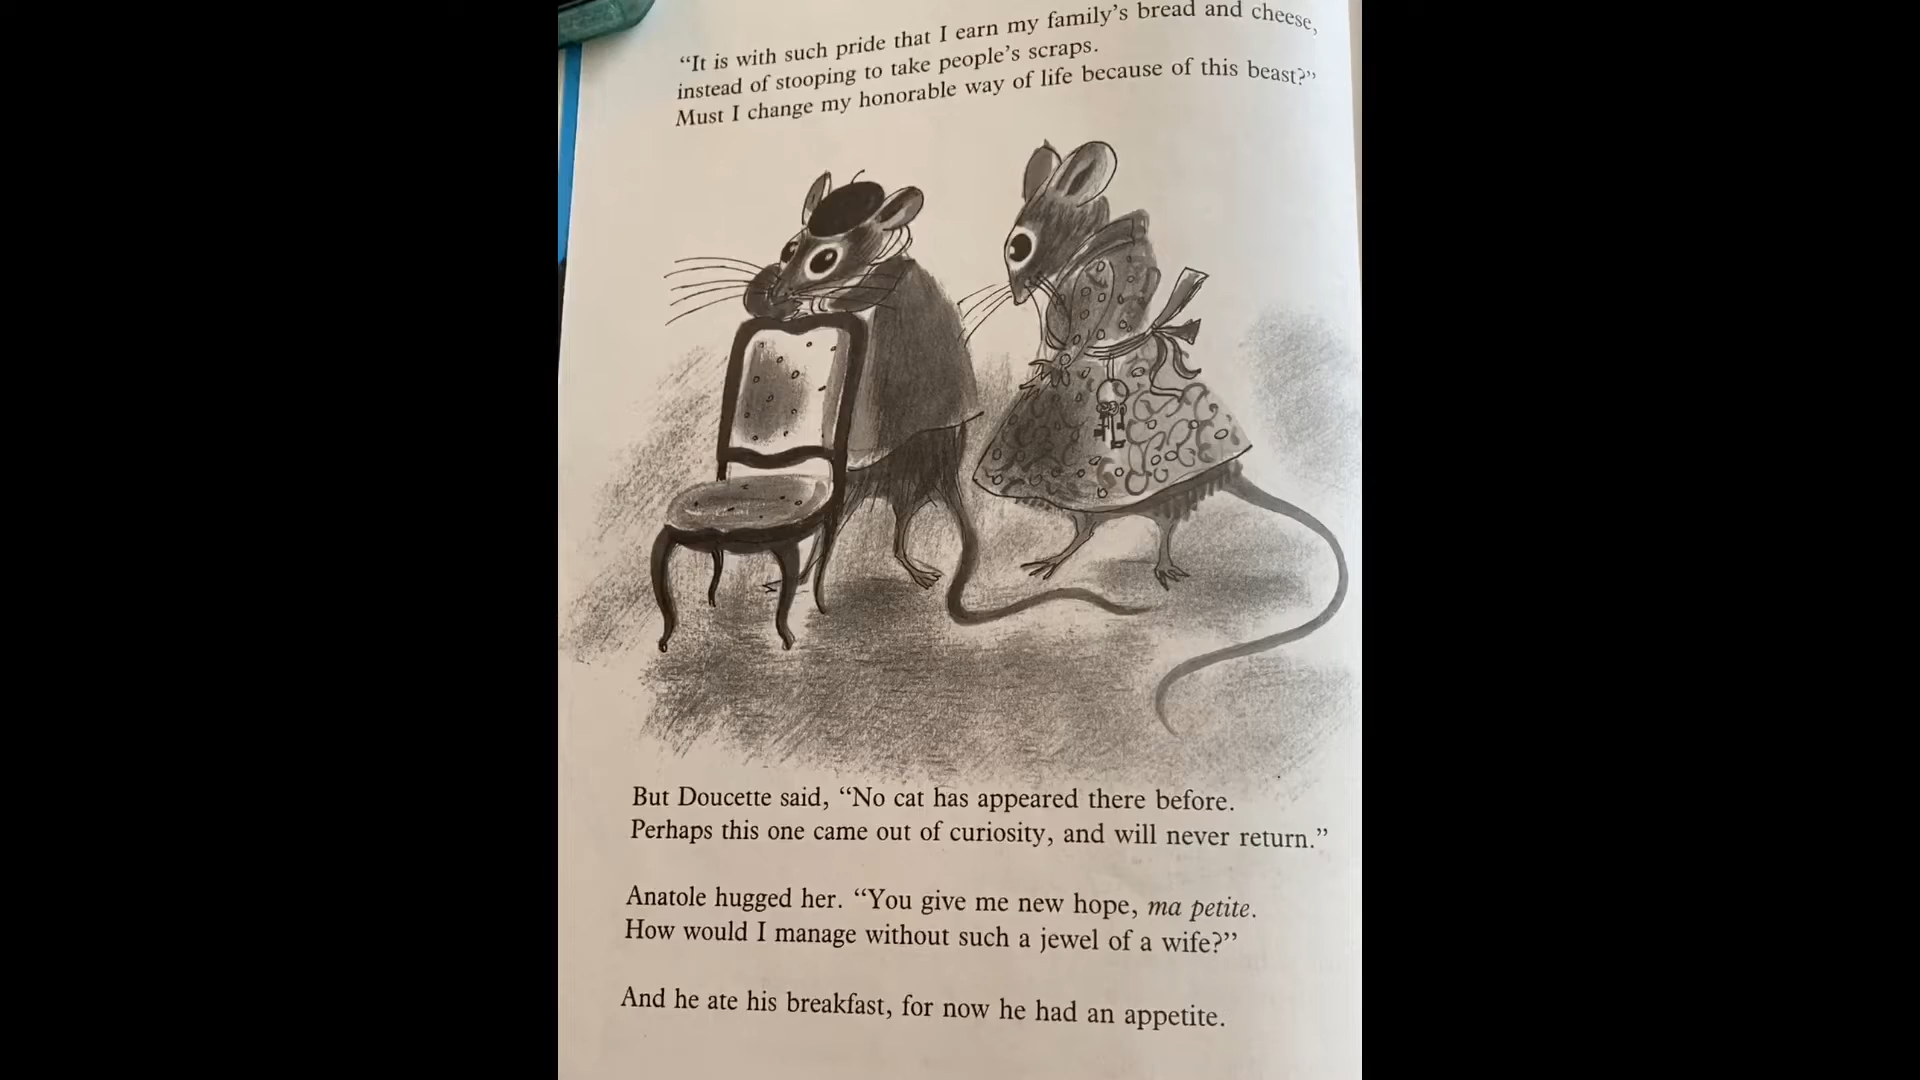 “It is with such pride that I earn my family’s bread and cheese,
instead of stooping to take people’s scraps.
Must I change my honorable way of life because of this beast?”
But Doucette said, “No cat has appeared there before.
Perhaps this one came out of curiosity, and will never return.”
Anatole hugged her. “You give me new hope, ma petite.
How would I manage without such a jewel of a wife?”
And he ate his breakfast, for now he had an appetite.